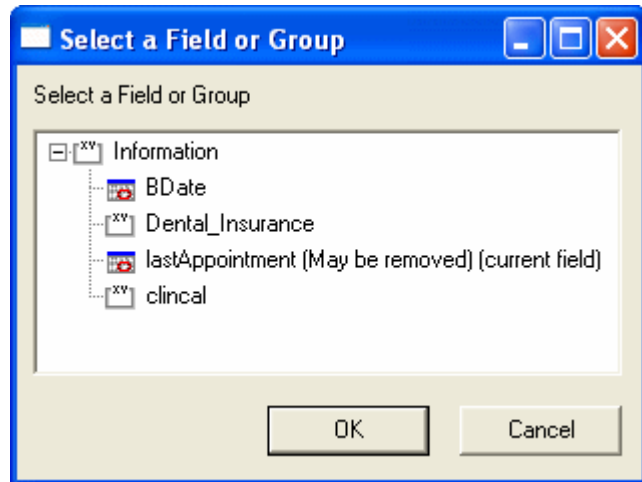 Select a Field or Group
Select a Field or Group
Information
BDate
Dental_Insurance
lastAppointment (May be removed) (current field)
clincal
OK Cancel